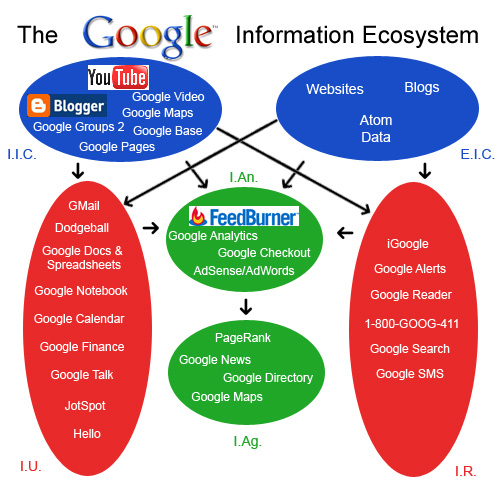 The Google™ Information Ecosystem
YouTube
Blogger
Google Video
Google Maps
Google Groups 2
Google Base
Google Pages
I.I.C.
Websites
Blogs
Atom
Data
E.I.C.
I.An.
FeedBurner™
Google Analytics
Google Checkout
AdSense/AdWords
GMail
Dodgeball
Google Docs &
Spreadsheets
Google Notebook
Google Calendar
Google Finance
Google Talk
JotSpot
Hello
I.U.
PageRank
Google News
Google Directory
Google Maps
I.Ag.
iGoogle
Google Alerts
Google Reader
1-800-GOOG-411
Google Search
Google SMS
I.R.